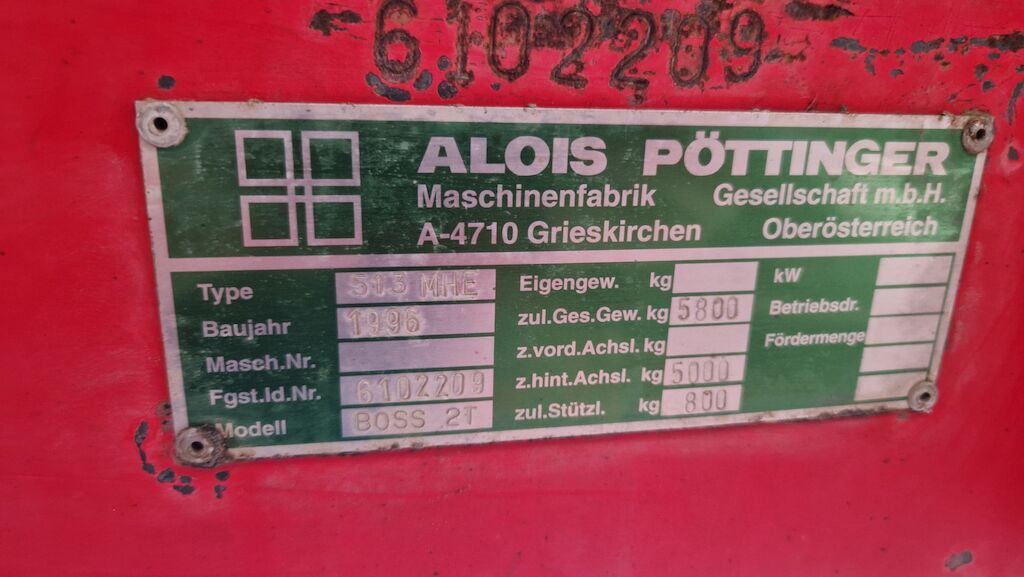 6102209
ALOIS PÖTTINGER
Maschinenfabrik Gesellschaft m.b.H.
A-4710 Grieskirchen Oberösterreich
Type 513 MHE Eigengew. kg kW
Baujahr 1996 zul.Ges.Gew. kg 5800 Betriebsdr.
Masch.Nr. z.vord.Achsl. kg Fördermenge
Fgst.Id.Nr. 6102209 z.hint.Achsl. kg 5000
Modell BOSS 2T zul.Stützl. kg 800